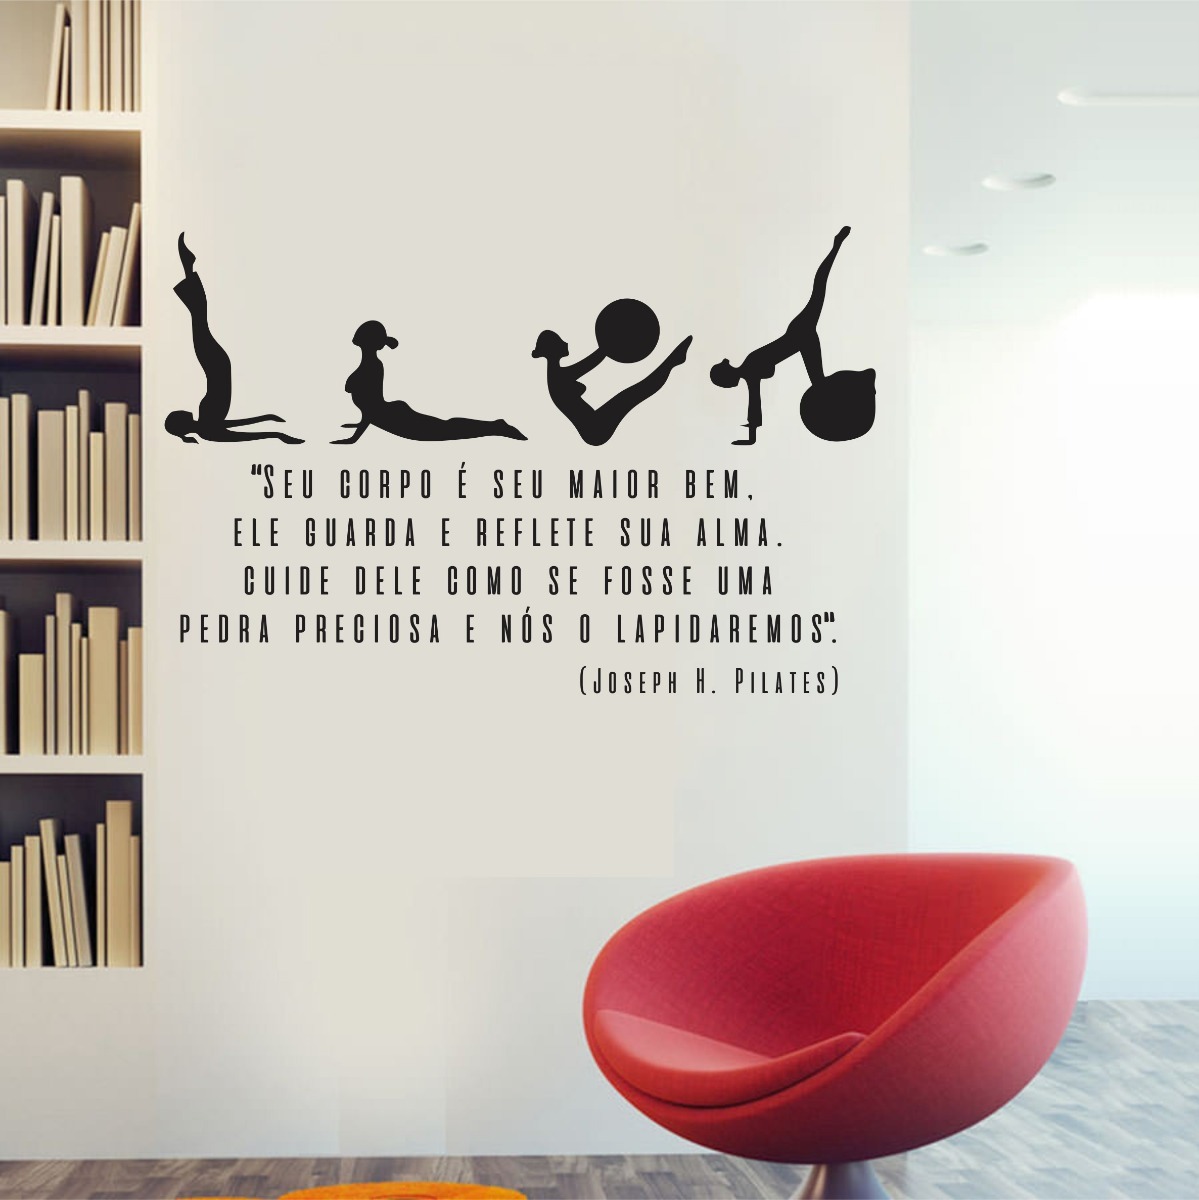 “Seu corpo é seu maior bem,
ele guarda e reflete sua alma.
Cuide dele como se fosse uma
pedra preciosa e nós o lapidaremos“.
(Joseph H. Pilates)